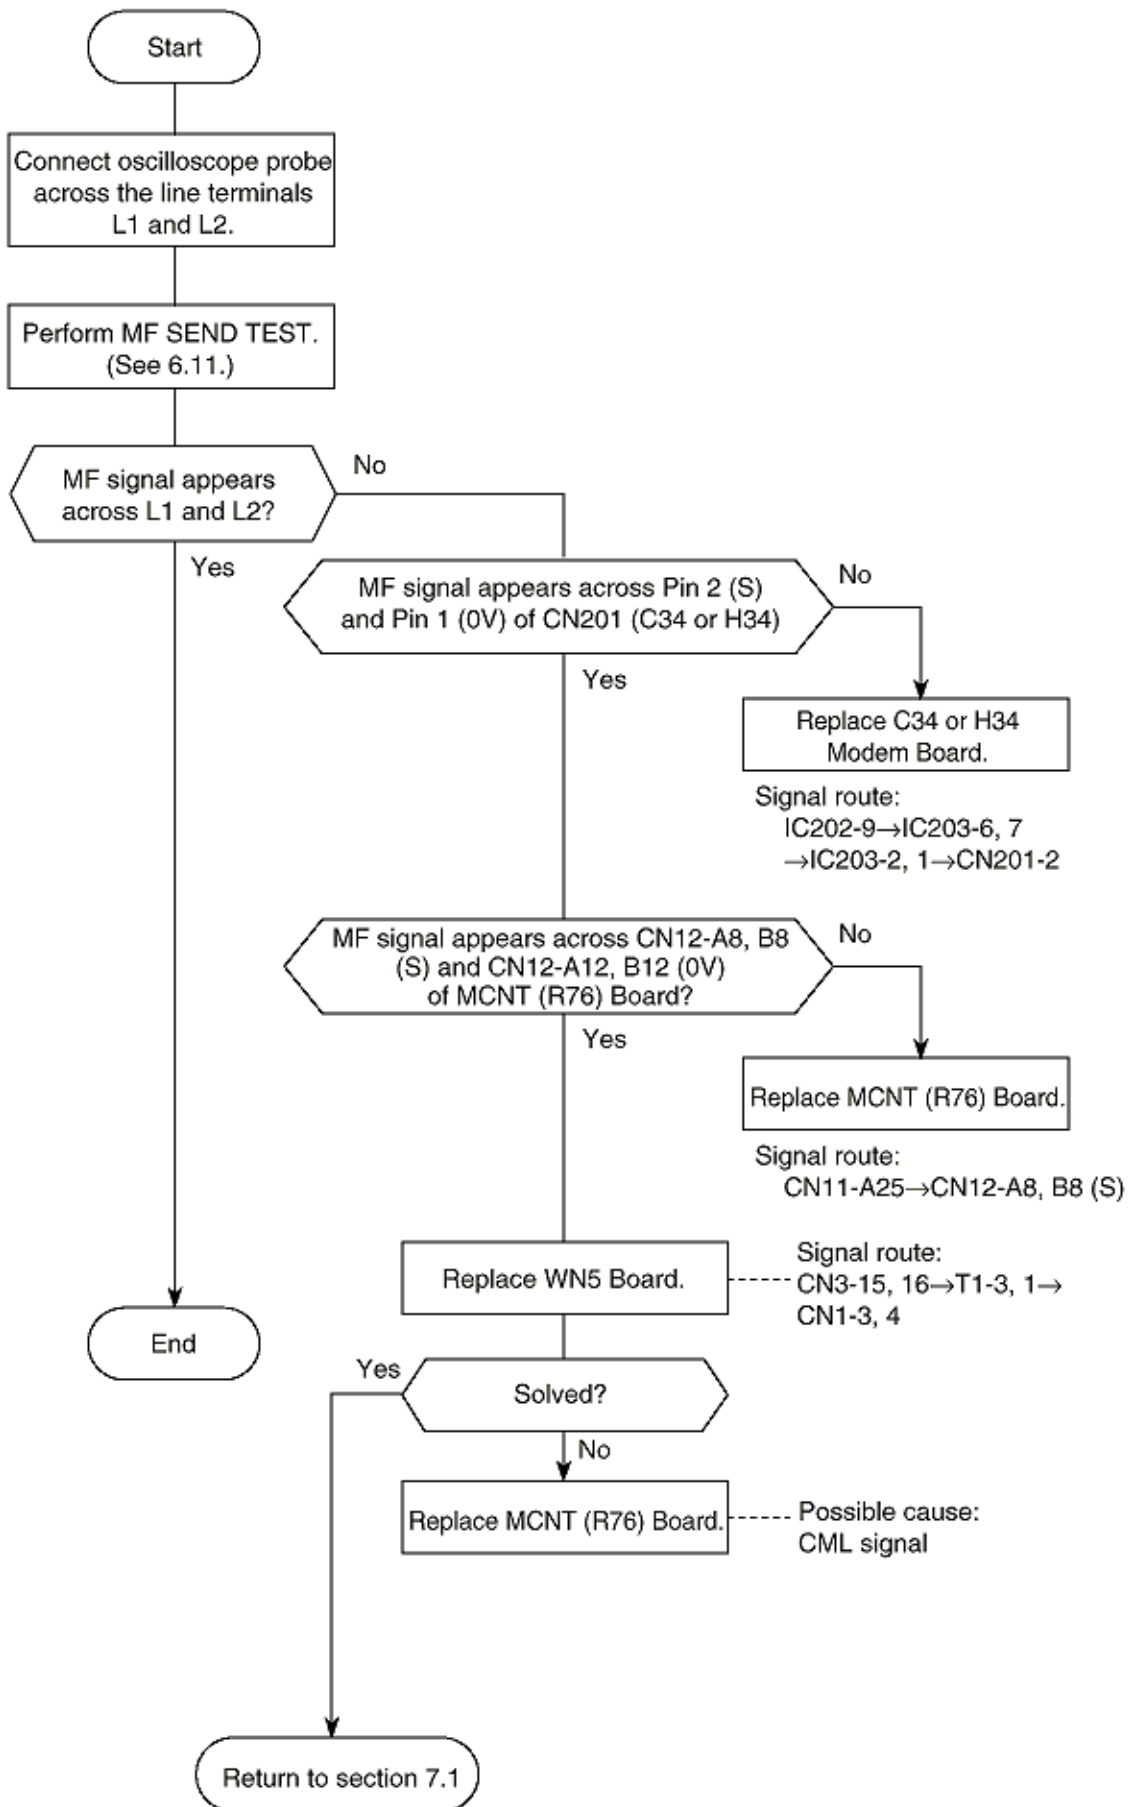 Start
Connect oscilloscope probe
across the line terminals
L1 and L2.
Perform MF SEND TEST.
(See 6.11.)
MF signal appears
across L1 and L2?
No
Yes
MF signal appears across Pin 2 (S)
and Pin 1 (0V) of CN201 (C34 or H34)
No
Yes
Replace C34 or H34
Modem Board.
Signal route:
IC202-9→IC203-6, 7
→IC203-2, 1→CN201-2
MF signal appears across CN12-A8, B8
(S) and CN12-A12, B12 (0V)
of MCNT (R76) Board?
No
Yes
Replace MCNT (R76) Board.
Signal route:
CN11-A25→CN12-A8, B8 (S)
Replace WN5 Board.
Signal route:
CN3-15, 16→T1-3, 1→
CN1-3, 4
End
Yes
Solved?
No
Replace MCNT (R76) Board.
Possible cause:
CML signal
Return to section 7.1